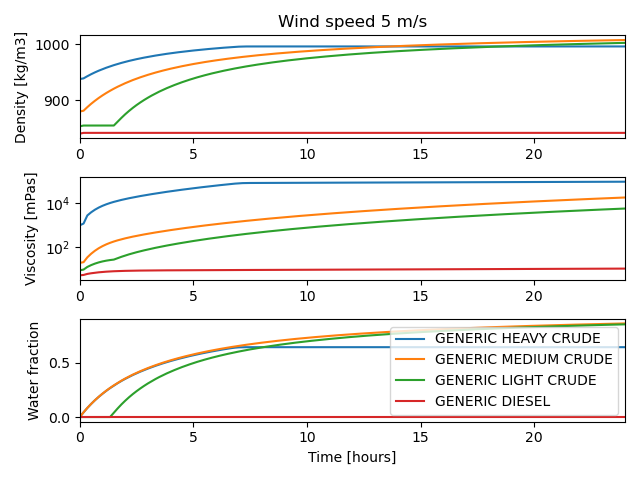 Wind speed 5 m/s
Density [kg/m3]
1000
900
0 5 10 15 20
Viscosity [mPas]
10^4
10^2
0 5 10 15 20
Water fraction
0.5
0.0
GENERIC HEAVY CRUDE
GENERIC MEDIUM CRUDE
GENERIC LIGHT CRUDE
GENERIC DIESEL
0 5 10 15 20
Time [hours]